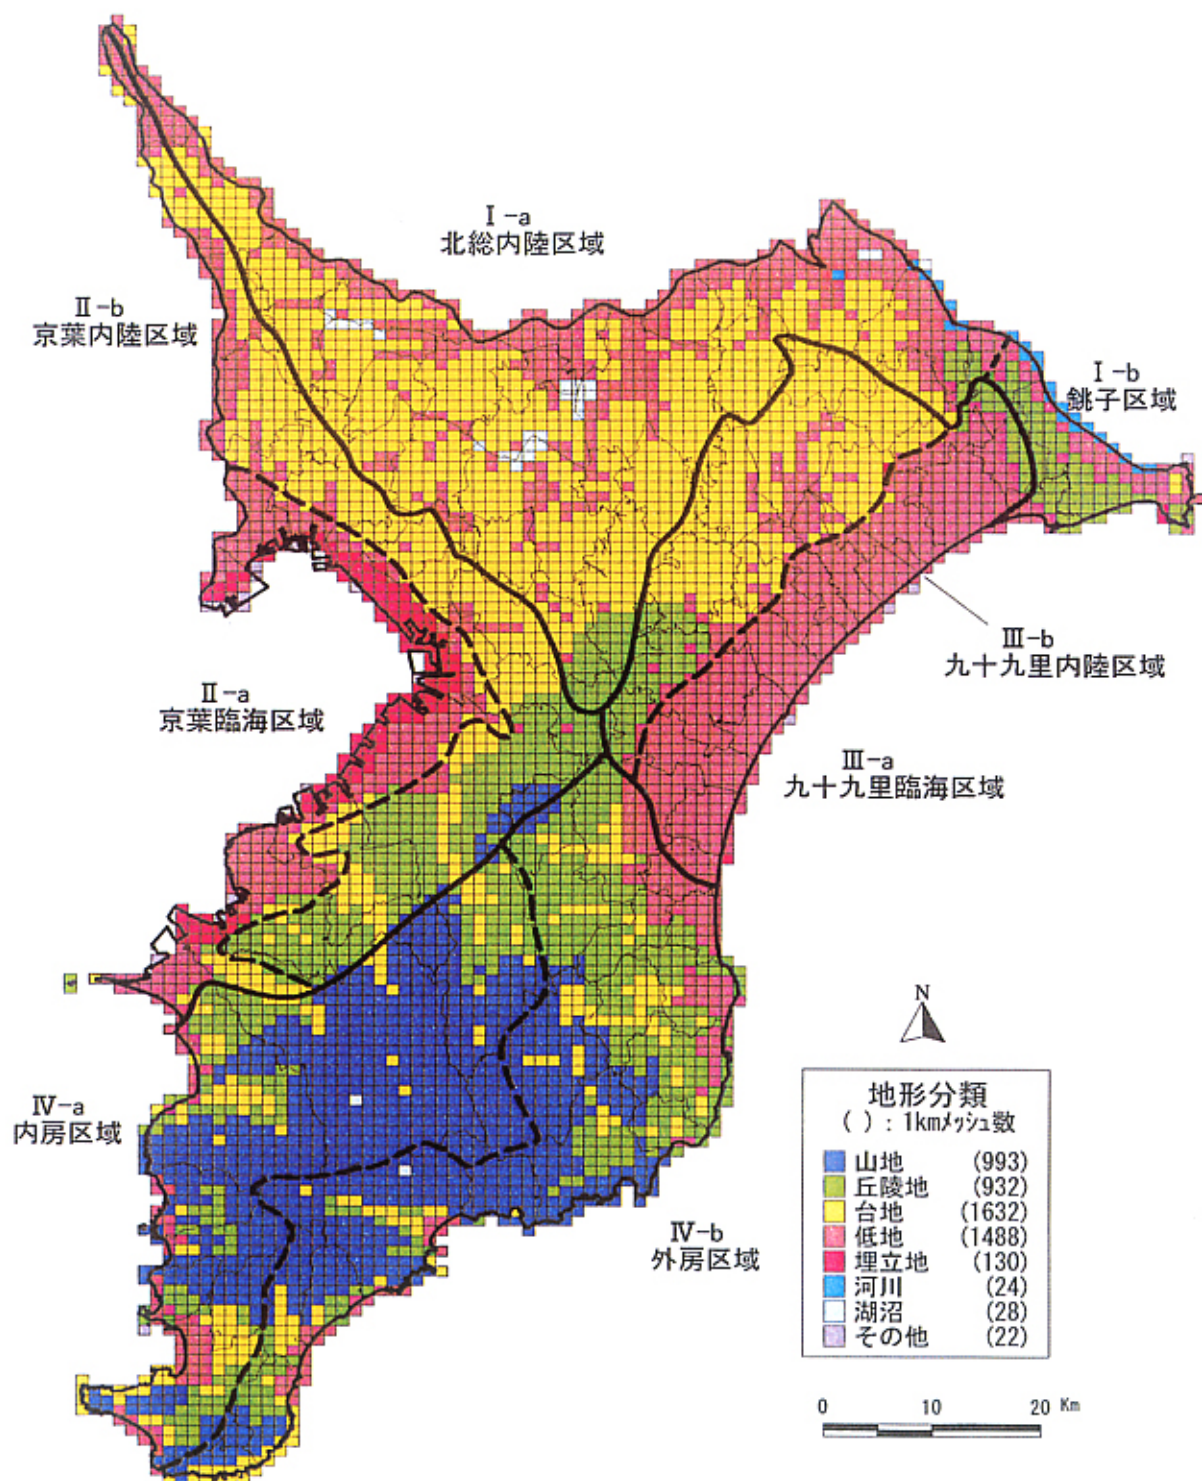 Ⅰ-a
北総内陸区域
Ⅱ-b
京葉内陸区域
Ⅰ-b
銚子区域
Ⅲ-b
九十九里内陸区域
Ⅱ-a
京葉臨海区域
Ⅲ-a
九十九里臨海区域
N
Ⅳ-a
内房区域
Ⅳ-b
外房区域
地形分類
( ) : 1kmメッシュ数
山地 (993)
丘陵地 (932)
台地 (1632)
低地 (1488)
埋立地 (130)
河川 (24)
湖沼 (28)
その他 (22)
0 10 20 Km